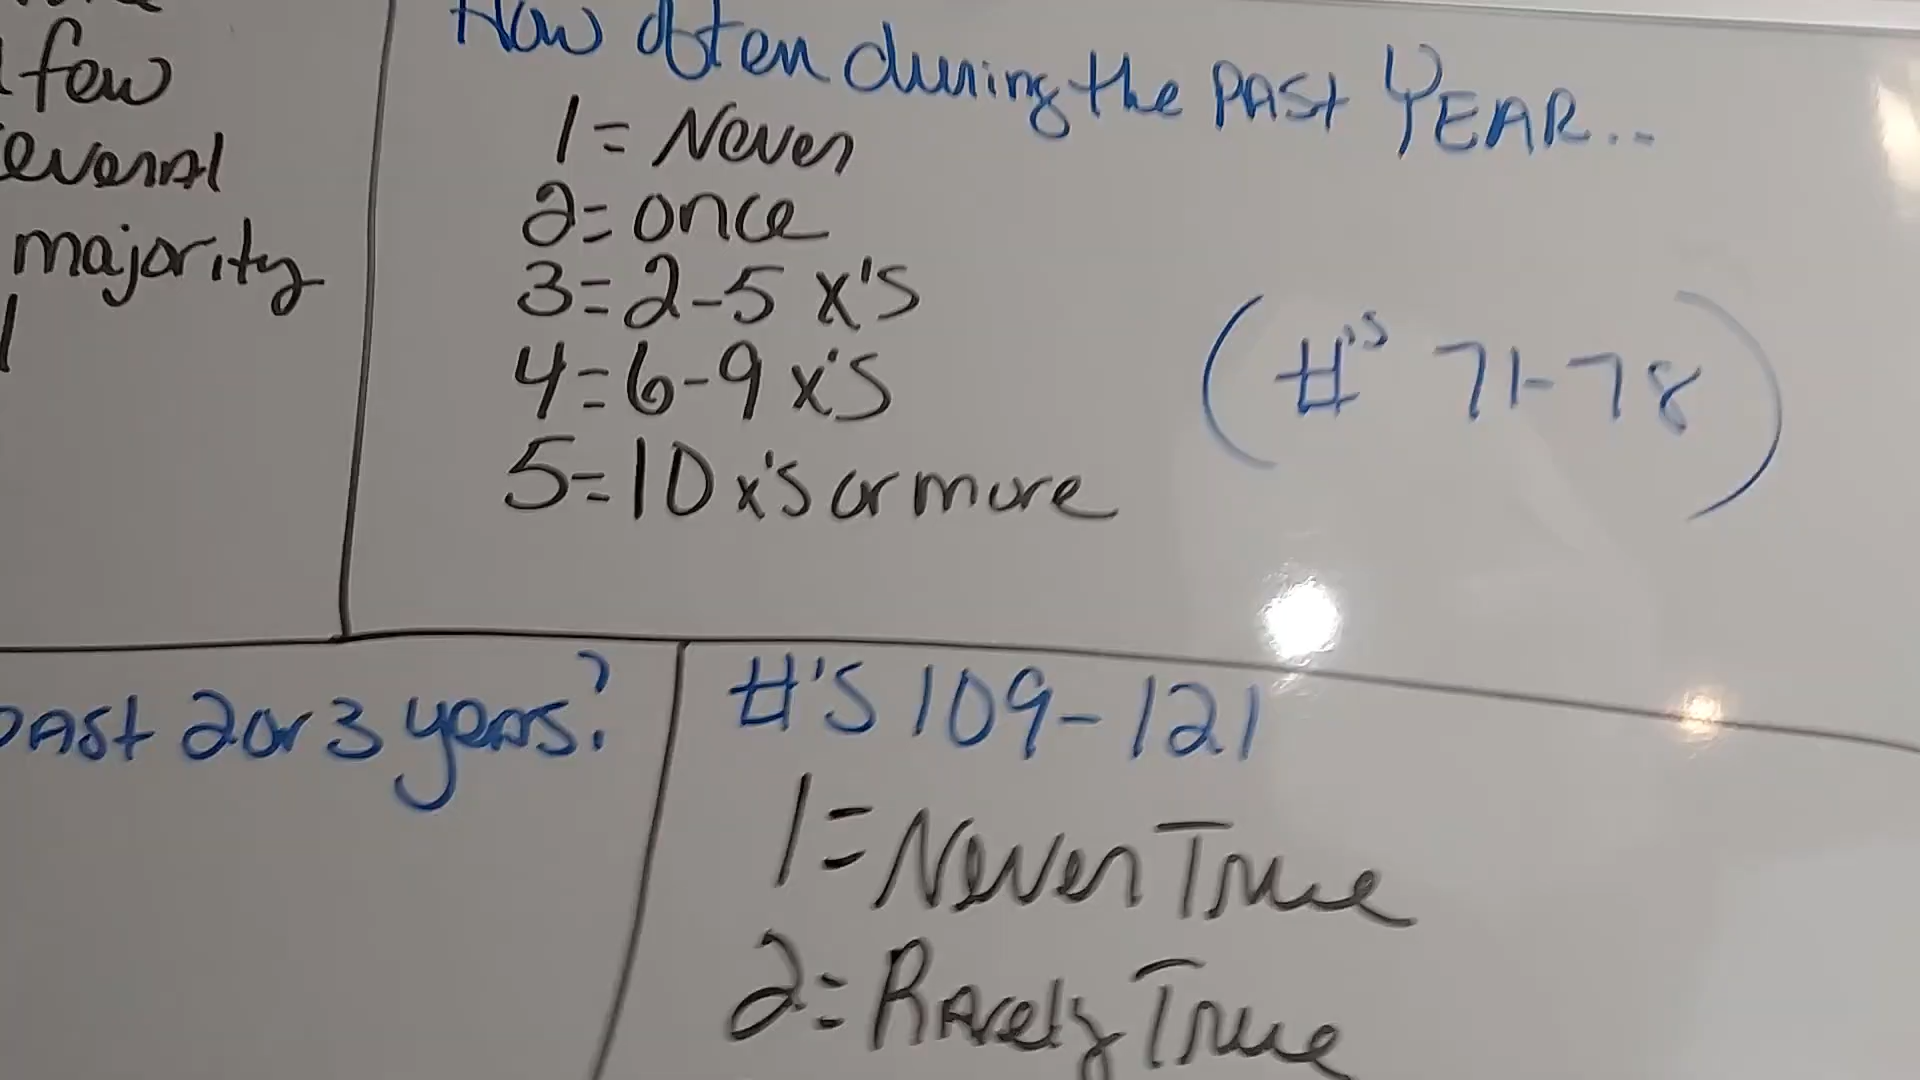 few
everal
majority
How often during the PAST YEAR...
1 = Never
2 = once
3 = 2-5 x's
4 = 6-9 x's
5 = 10 x's or more
(#'s 71-78)
past 2 or 3 years?
#'s 109-121
1 = Never True
2 = Rarely True